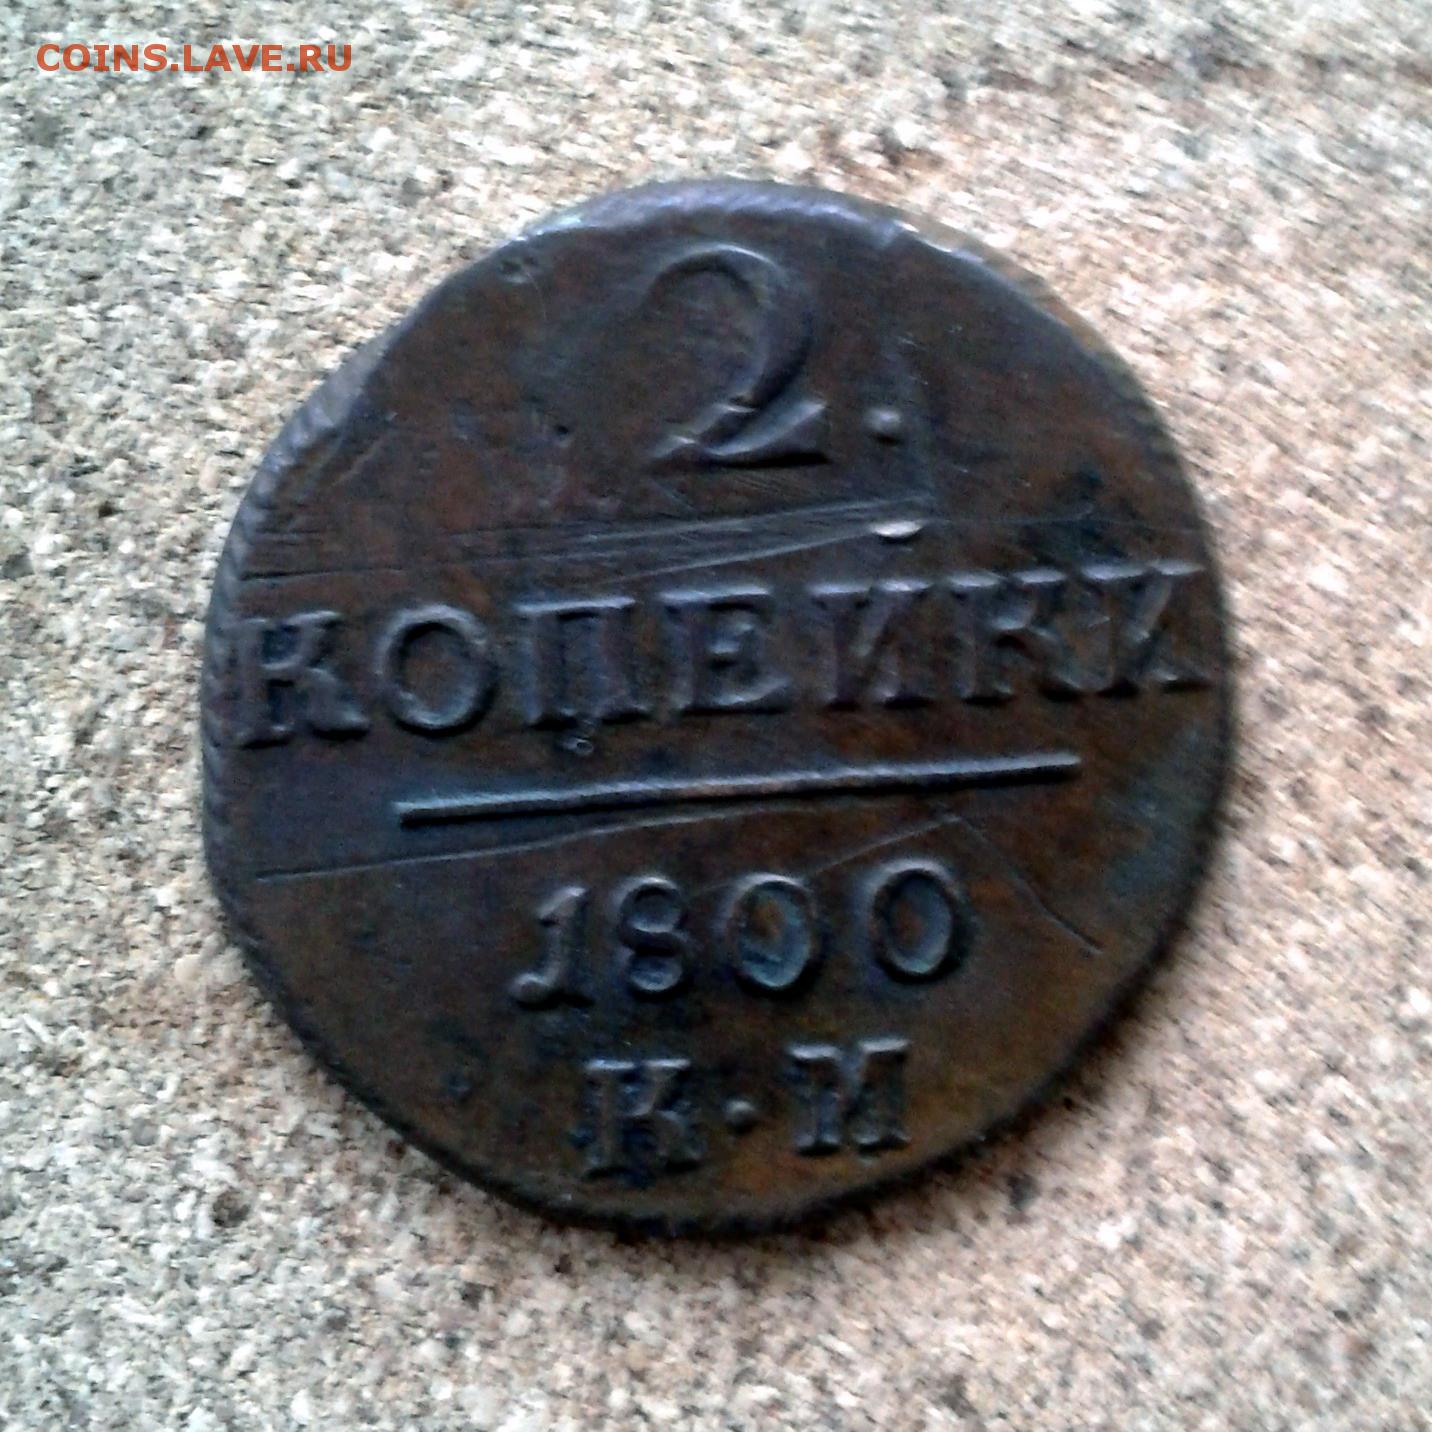 COINS.LAVE.RU
2.
КОПЕЙКИ
1800
К·М